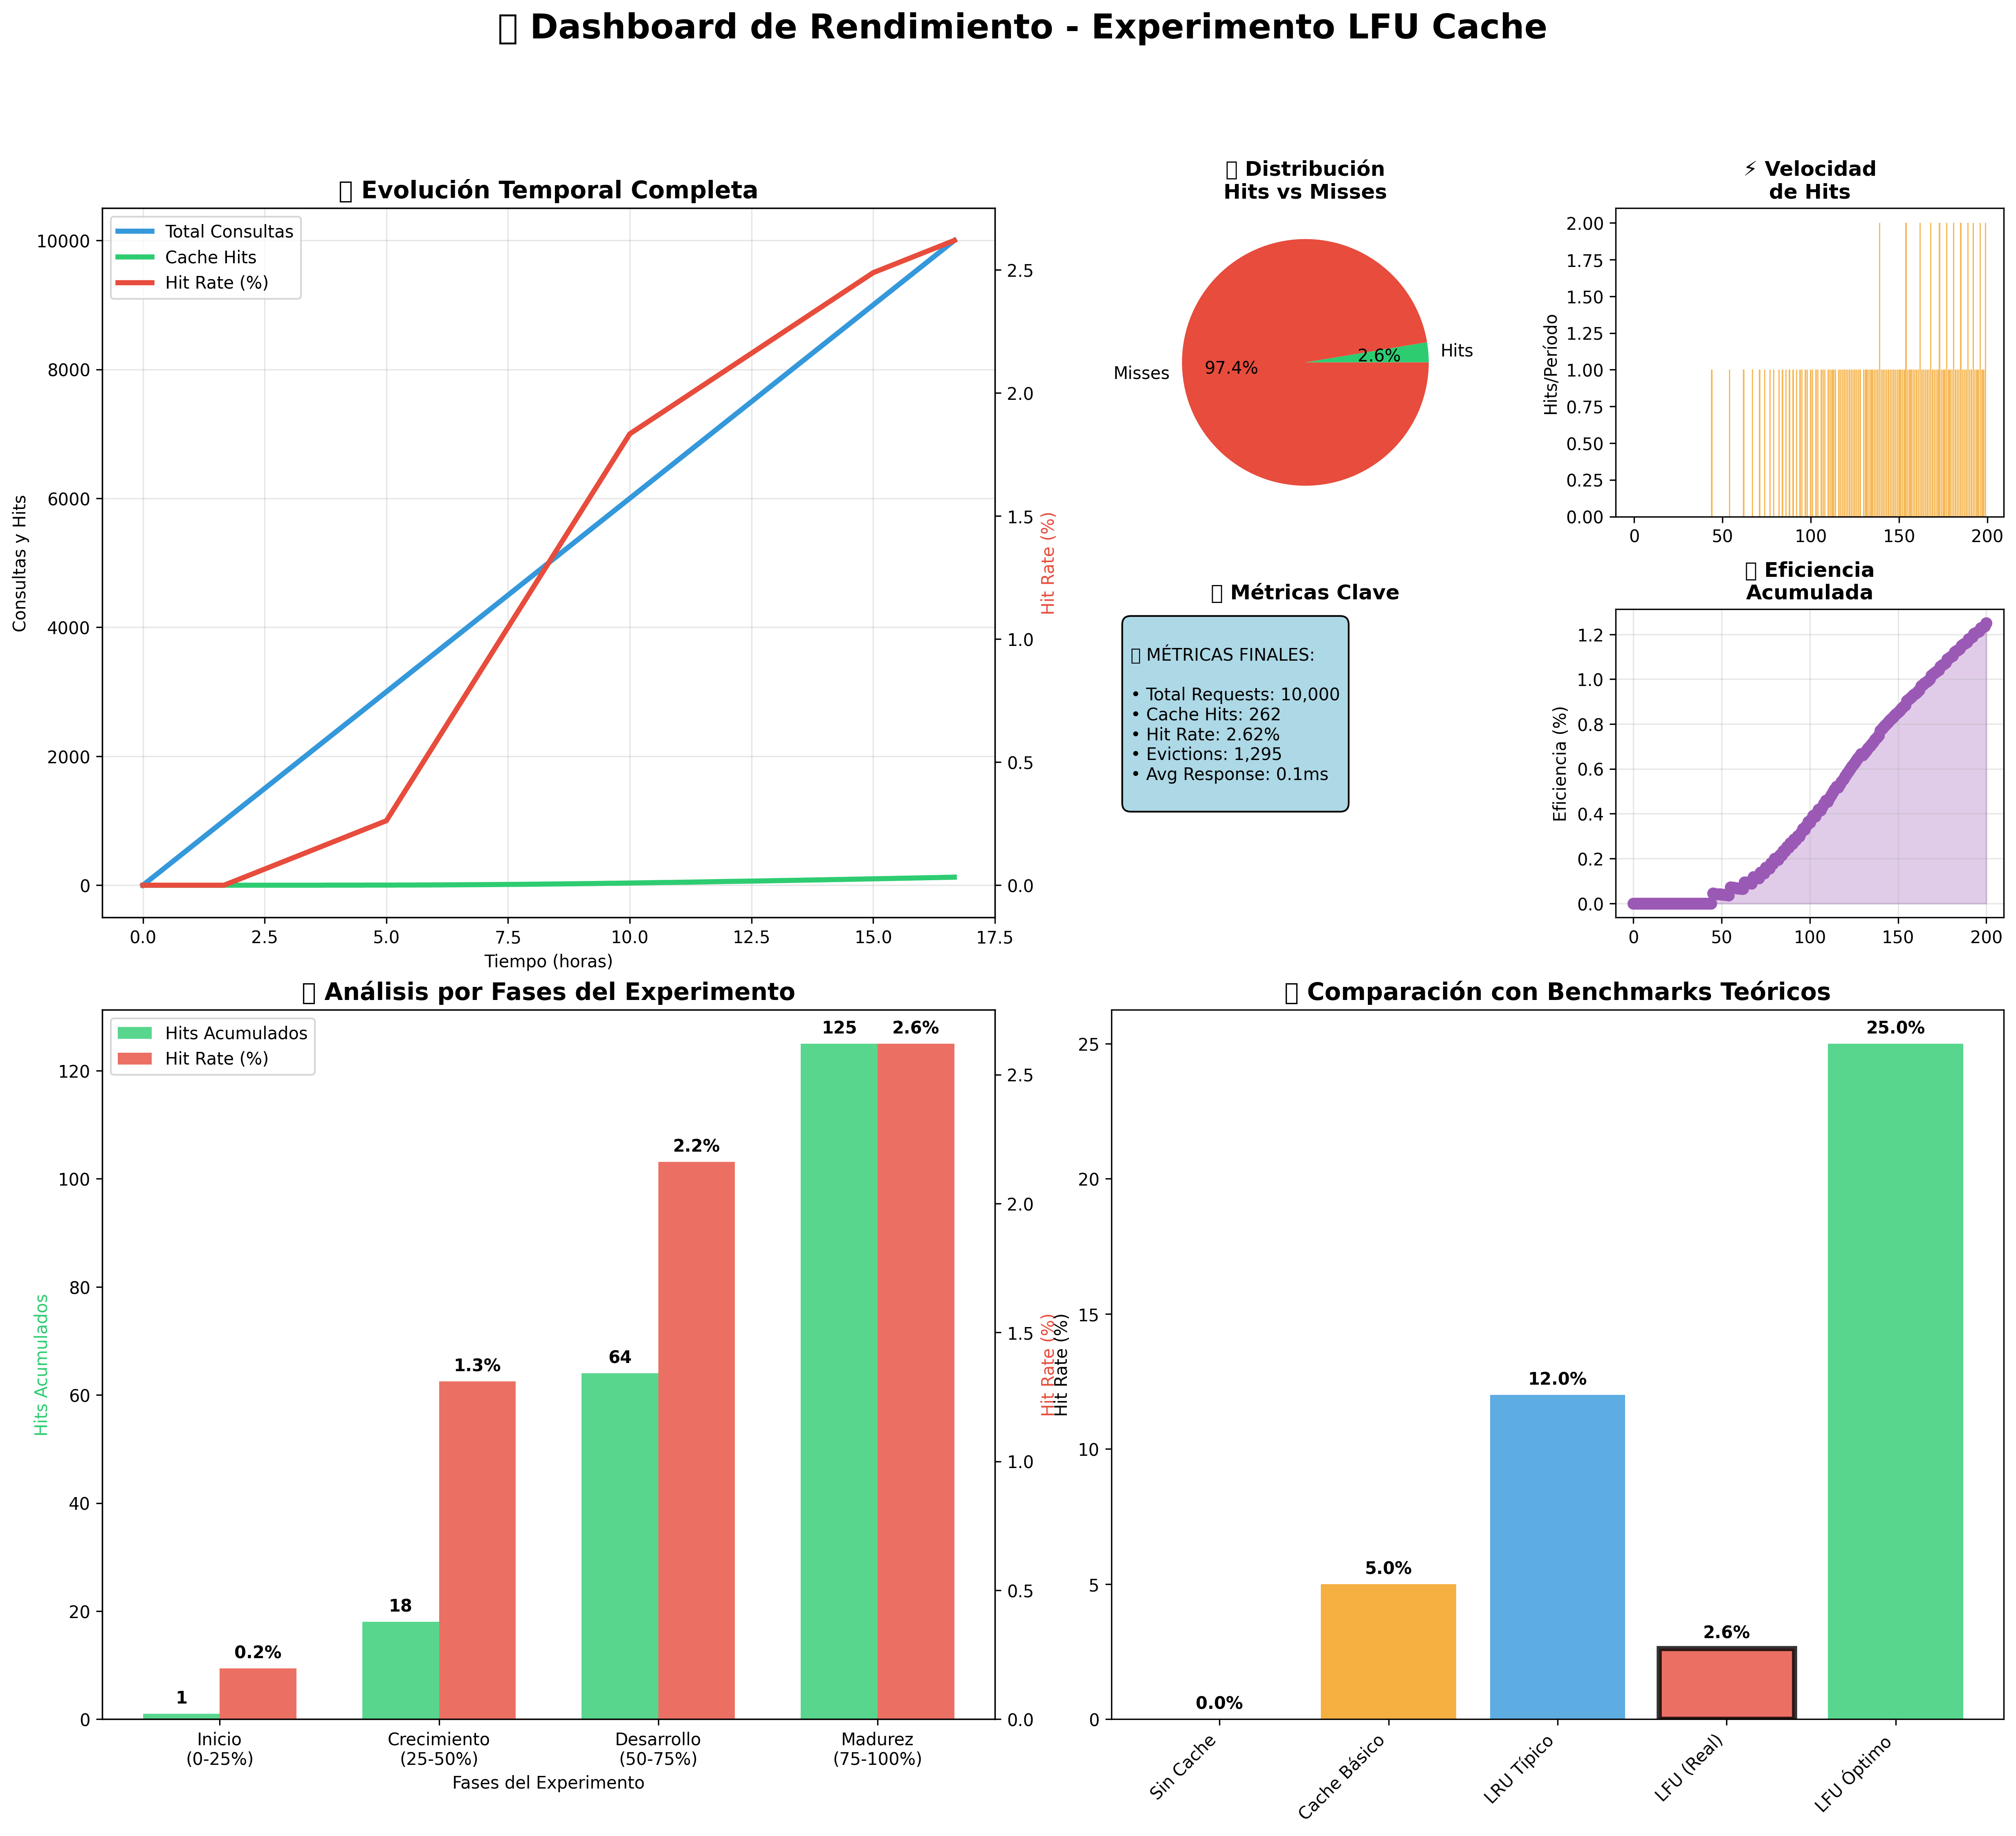 Dashboard de Rendimiento - Experimento LFU Cache
Evolución Temporal Completa
Total Consultas
Cache Hits
Hit Rate (%)
Consultas y Hits
10000
8000
6000
4000
2000
0
Hit Rate (%)
2.5
2.0
1.5
1.0
0.5
0.0
0.0 2.5 5.0 7.5 10.0 12.5 15.0 17.5
Tiempo (horas)
Distribución
Hits vs Misses
Misses
97.4%
2.6%
Hits
⚡ Velocidad
de Hits
Hits/Período
2.00
1.75
1.50
1.25
1.00
0.75
0.50
0.25
0.00
0 50 100 150 200
Métricas Clave
MÉTRICAS FINALES:
• Total Requests: 10,000
• Cache Hits: 262
• Hit Rate: 2.62%
• Evictions: 1,295
• Avg Response: 0.1ms
Eficiencia
Acumulada
Eficiencia (%)
1.2
1.0
0.8
0.6
0.4
0.2
0.0
0 50 100 150 200
Análisis por Fases del Experimento
Hits Acumulados
Hit Rate (%)
Hits Acumulados
120
100
80
60
40
20
0
1
0.2%
18
1.3%
64
2.2%
125
2.6%
Hit Rate (%)
2.5
2.0
1.5
1.0
0.5
0.0
Inicio
(0-25%)
Crecimiento
(25-50%)
Desarrollo
(50-75%)
Madurez
(75-100%)
Fases del Experimento
Comparación con Benchmarks Teóricos
Hit Rate (%)
25
20
15
10
5
0
0.0%
5.0%
12.0%
2.6%
25.0%
Sin Cache
Cache Básico
LRU Típico
LFU (Real)
LFU Óptimo